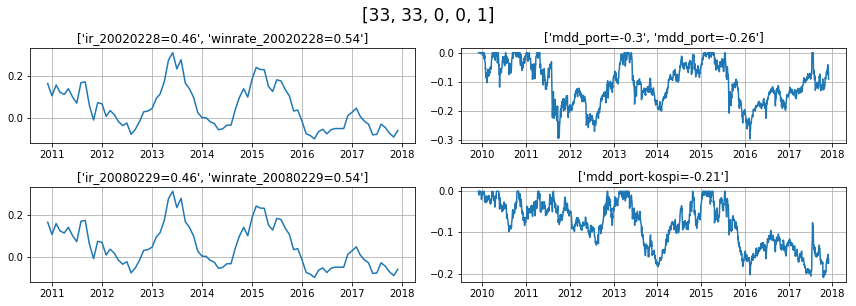 [33, 33, 0, 0, 1]
['ir_20020228=0.46', 'winrate_20020228=0.54']
0.2
0.0
2011 2012 2013 2014 2015 2016 2017 2018
['mdd_port=-0.3', 'mdd_port=-0.26']
0.0
−0.1
−0.2
−0.3
2010 2011 2012 2013 2014 2015 2016 2017 2018
['ir_20080229=0.46', 'winrate_20080229=0.54']
0.2
0.0
2011 2012 2013 2014 2015 2016 2017 2018
['mdd_port-kospi=-0.21']
0.0
−0.1
−0.2
2010 2011 2012 2013 2014 2015 2016 2017 2018